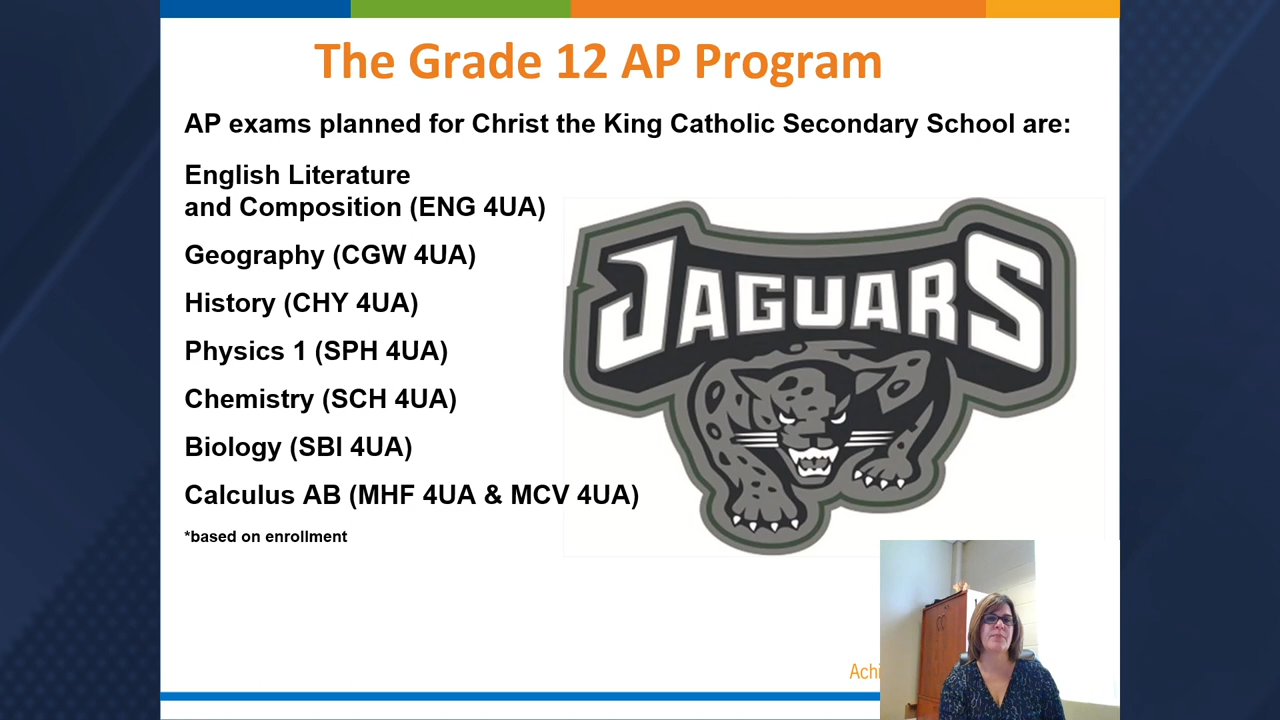 The Grade 12 AP Program
AP exams planned for Christ the King Catholic Secondary School are:
English Literature
and Composition (ENG 4UA)
Geography (CGW 4UA)
History (CHY 4UA)
Physics 1 (SPH 4UA)
Chemistry (SCH 4UA)
Biology (SBI 4UA)
Calculus AB (MHF 4UA & MCV 4UA)
*based on enrollment
JAGUARS